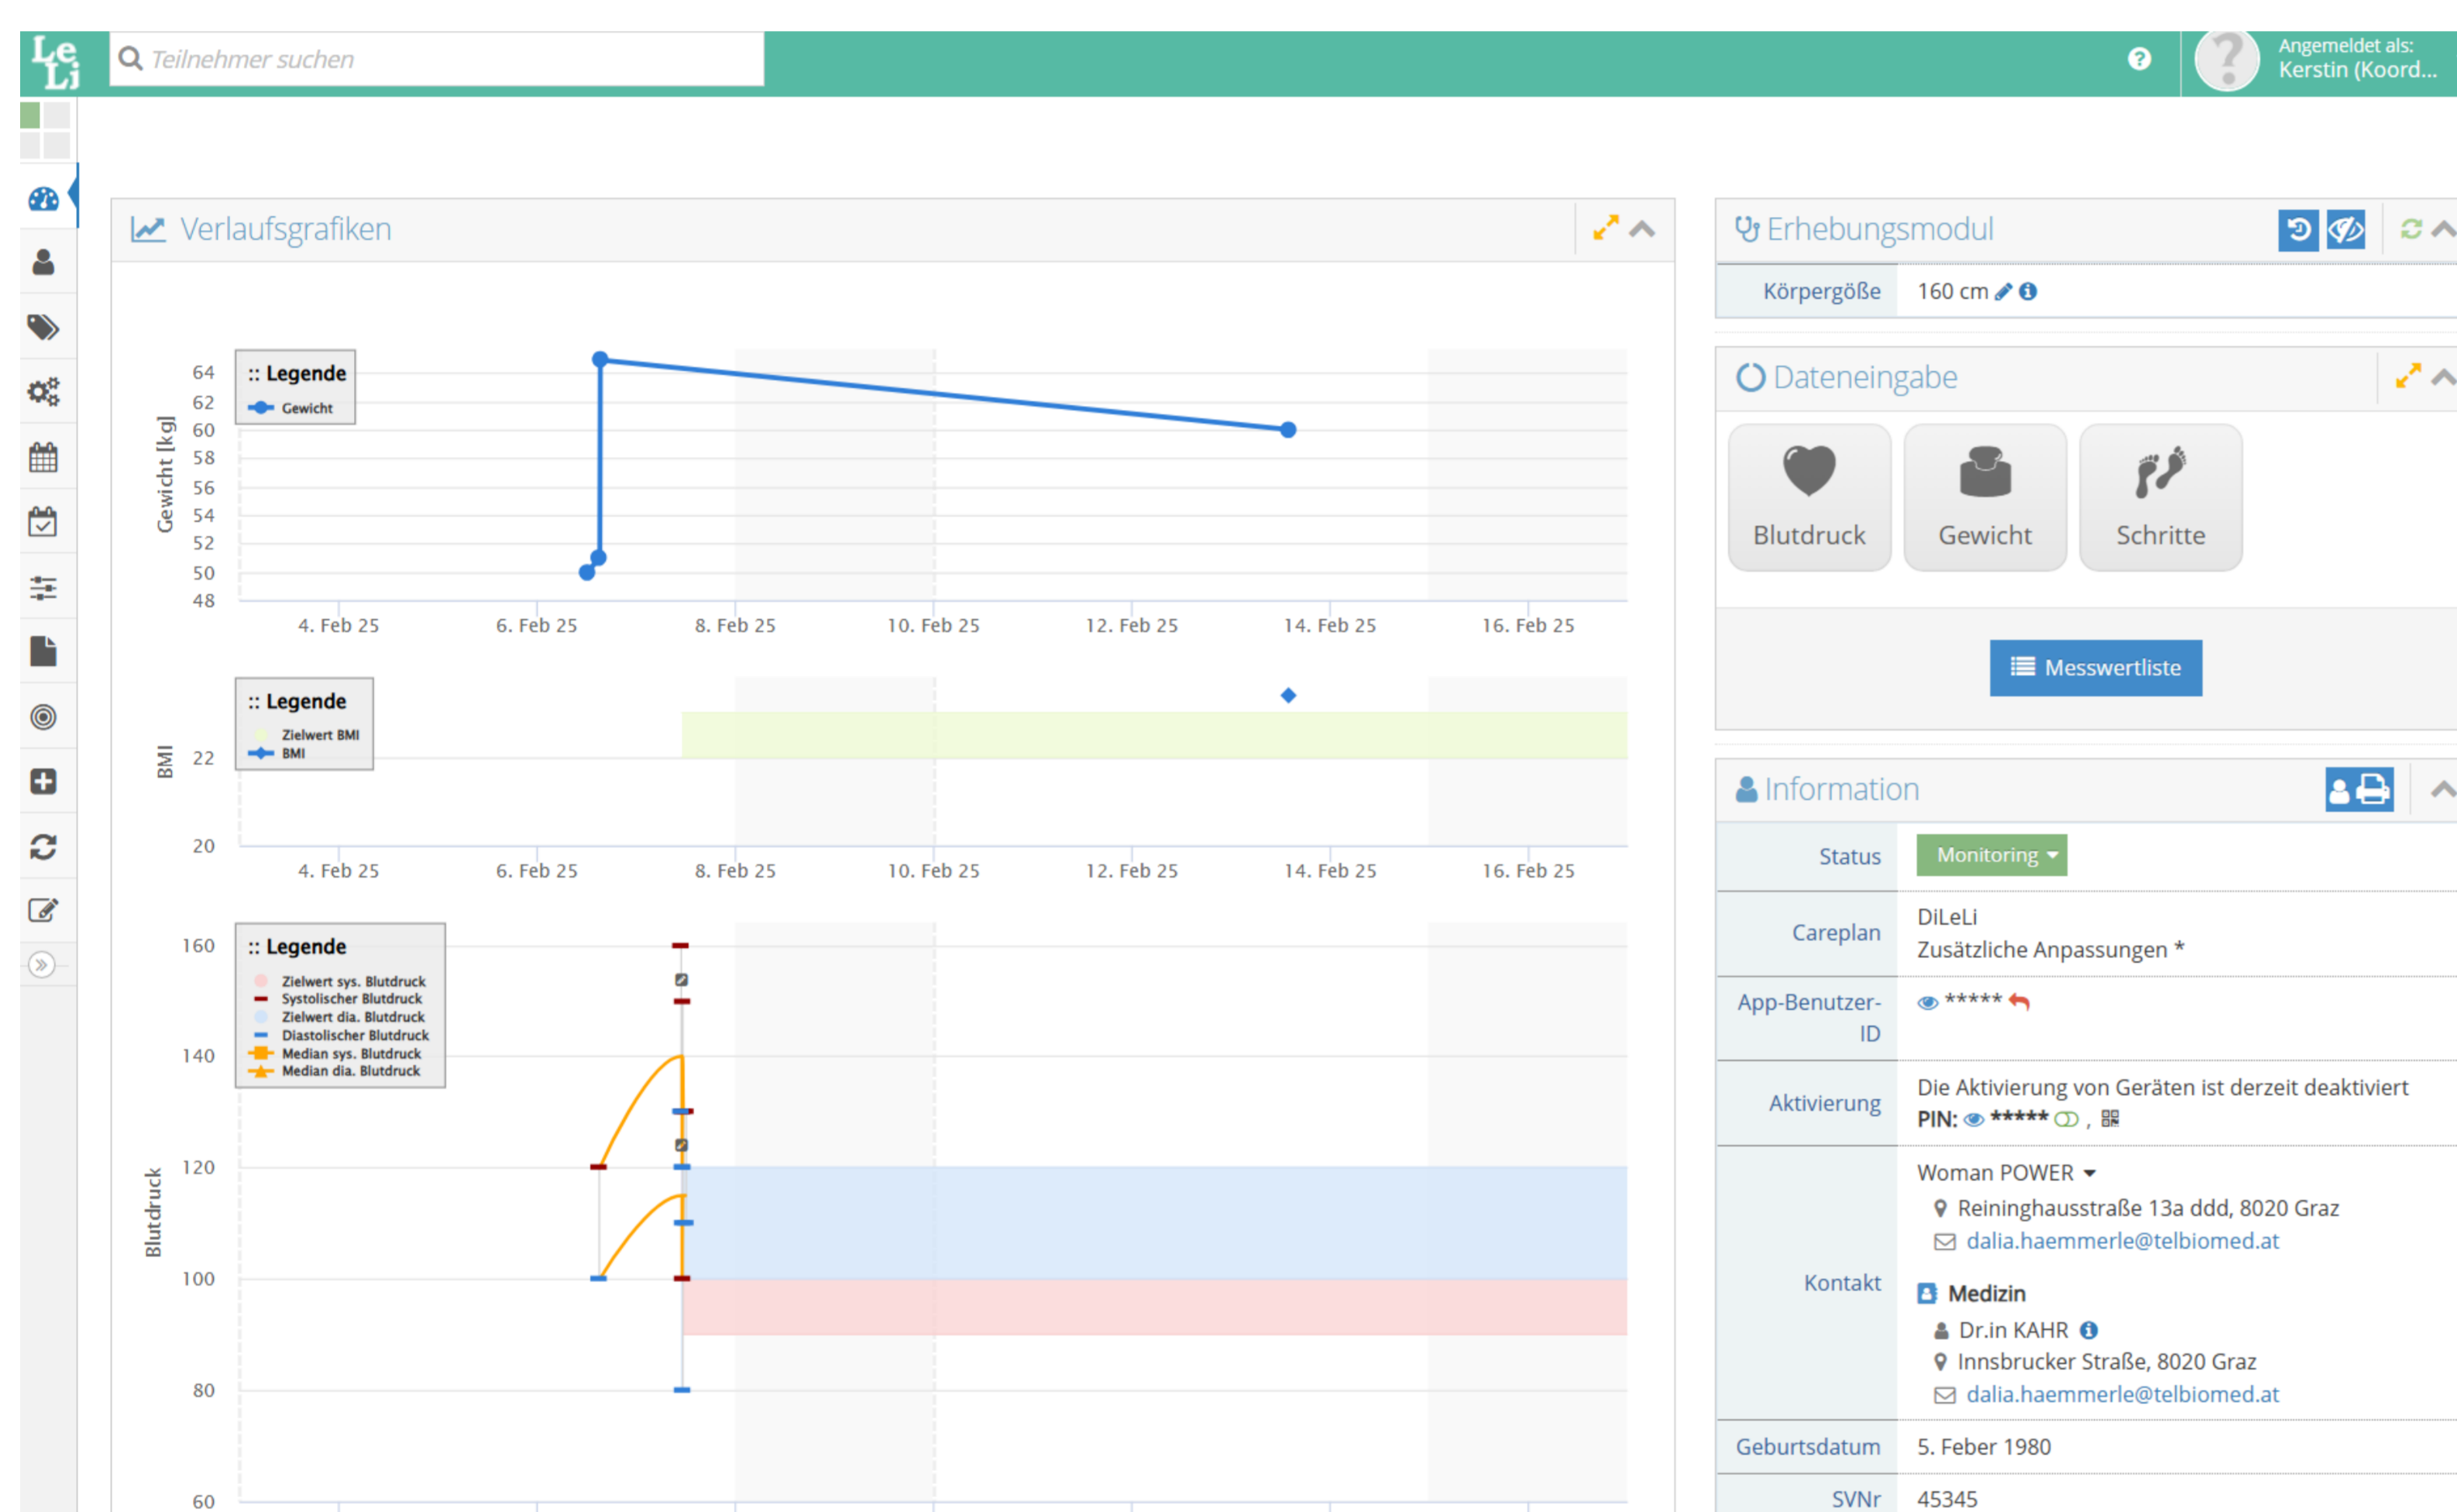 Le
Li
Teilnehmer suchen
Angemeldet als:
Kerstin (Koord...
Verlaufsgrafiken
:: Legende
Gewicht
Gewicht [kg]
64
62
60
58
56
54
52
50
48
4. Feb 25
6. Feb 25
8. Feb 25
10. Feb 25
12. Feb 25
14. Feb 25
16. Feb 25
:: Legende
Zielwert BMI
BMI
BMI
22
20
4. Feb 25
6. Feb 25
8. Feb 25
10. Feb 25
12. Feb 25
14. Feb 25
16. Feb 25
:: Legende
Zielwert sys. Blutdruck
Systolischer Blutdruck
Zielwert dia. Blutdruck
Diastolischer Blutdruck
Median sys. Blutdruck
Median dia. Blutdruck
Blutdruck
160
140
120
100
80
60
Erhebungsmodul
Körpergöße 160 cm
Dateneingabe
Blutdruck Gewicht Schritte
Messwertliste
Information
Status Monitoring
Careplan DiLeLi
Zusätzliche Anpassungen *
App-Benutzer- *****
ID
Aktivierung Die Aktivierung von Geräten ist derzeit deaktiviert
PIN: ***** ,
Kontakt
Woman POWER
Reininghausstraße 13a ddd, 8020 Graz
dalia.haemmerle@telbiomed.at
Medizin
Dr.in KAHR
Innsbrucker Straße, 8020 Graz
dalia.haemmerle@telbiomed.at
Geburtsdatum 5. Feber 1980
SVNr 45345